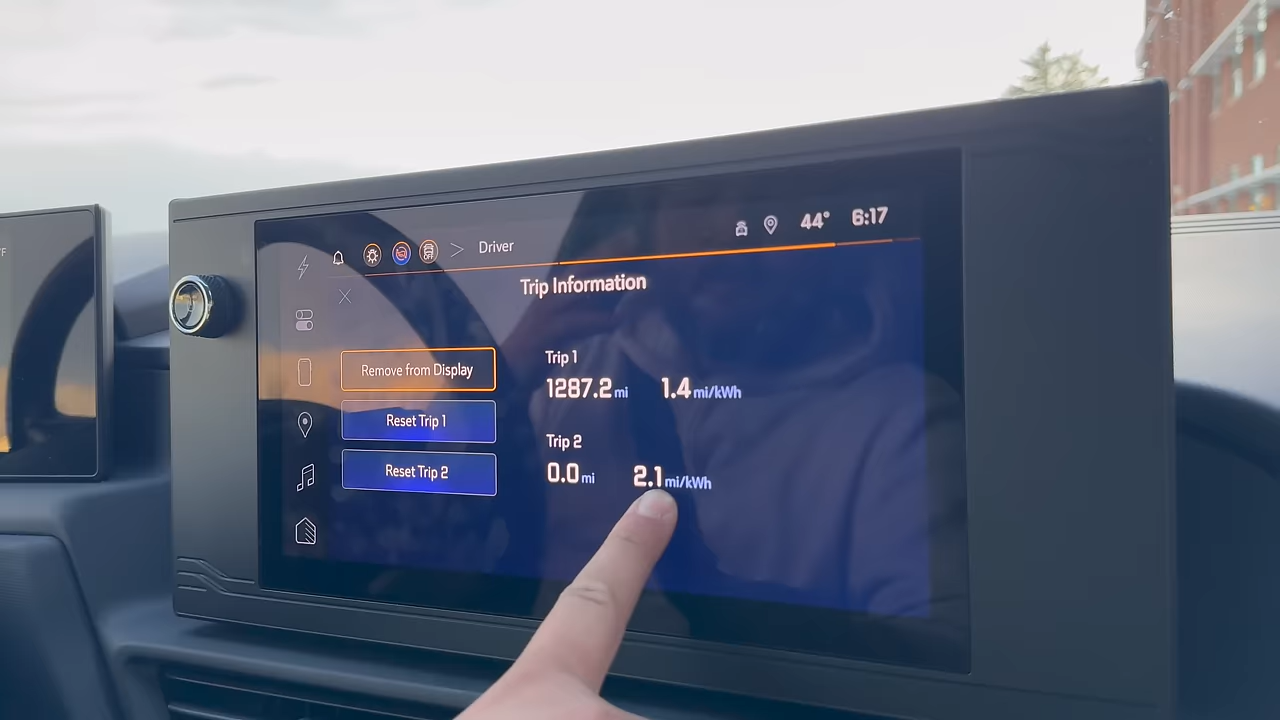 Driver
44° 6:17
Trip Information
Remove from Display
Reset Trip 1
Reset Trip 2
Trip 1
1287.2 mi 1.4 mi/kWh
Trip 2
0.0 mi 2.1 mi/kWh